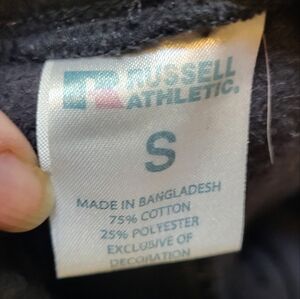 RUSSELL
ATHLETIC.
S
MADE IN BANGLADESH
75% COTTON
25% POLYESTER
EXCLUSIVE OF
DECORATION